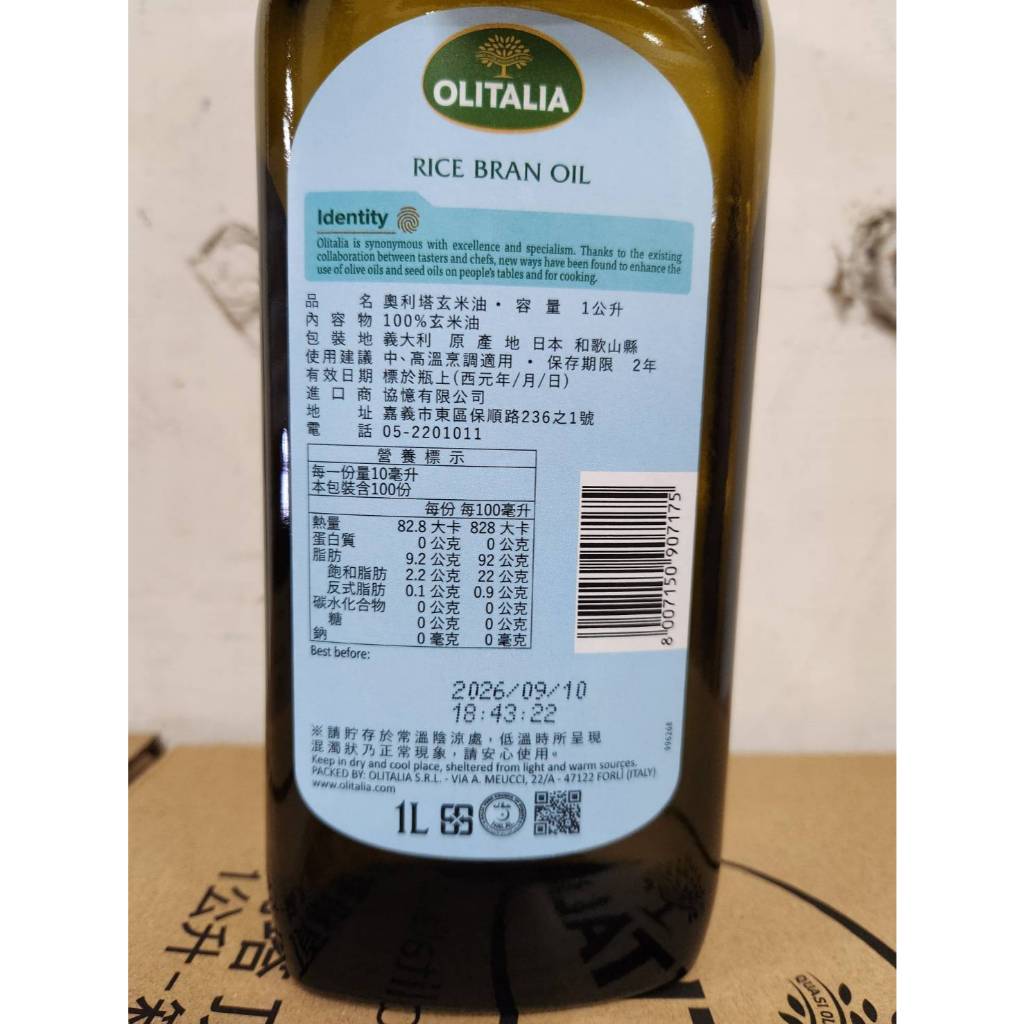 OLITALIA
RICE BRAN OIL
Identity
Olitalia is synonymous with excellence and specialism. Thanks to the existing
collaboration between tasters and chefs, new ways have been found to enhance the
use of olive oils and seed oils on people's tables and for cooking.
品 名 奧利塔玄米油・ 容 量 1公升
內 容 物 100%玄米油
包 裝 地 義大利 原 產 地 日本 和歌山縣
使用建議 中、高溫烹調適用 ・ 保存期限 2年
有效日期 標於瓶上(西元年/月/日)
進 口 商 協憶有限公司
地 址 嘉義市東區保順路236之1號
電 話 05-2201011
營 養 標 示
每一份量10毫升
本包裝含100份
每份 每100毫升
熱量 82.8 大卡 828 大卡
蛋白質 0 公克 0 公克
脂肪 9.2 公克 92 公克
飽和脂肪 2.2 公克 22 公克
反式脂肪 0.1 公克 0.9 公克
碳水化合物 0 公克 0 公克
糖 0 公克 0 公克
鈉 0 毫克 0 毫克
8 007150 907175
Best before:
2026/09/10
18:43:22
996268
※請貯存於常溫陰涼處，低溫時所呈現
混濁狀乃正常現象，請安心使用。
Keep in dry and cool place, sheltered from light and warm sources.
PACKED BY: OLITALIA S.R.L. - VIA A. MEUCCI, 22/A - 47122 FORLÌ (ITALY)
www.olitalia.com
1L
1公升
QUASI OL